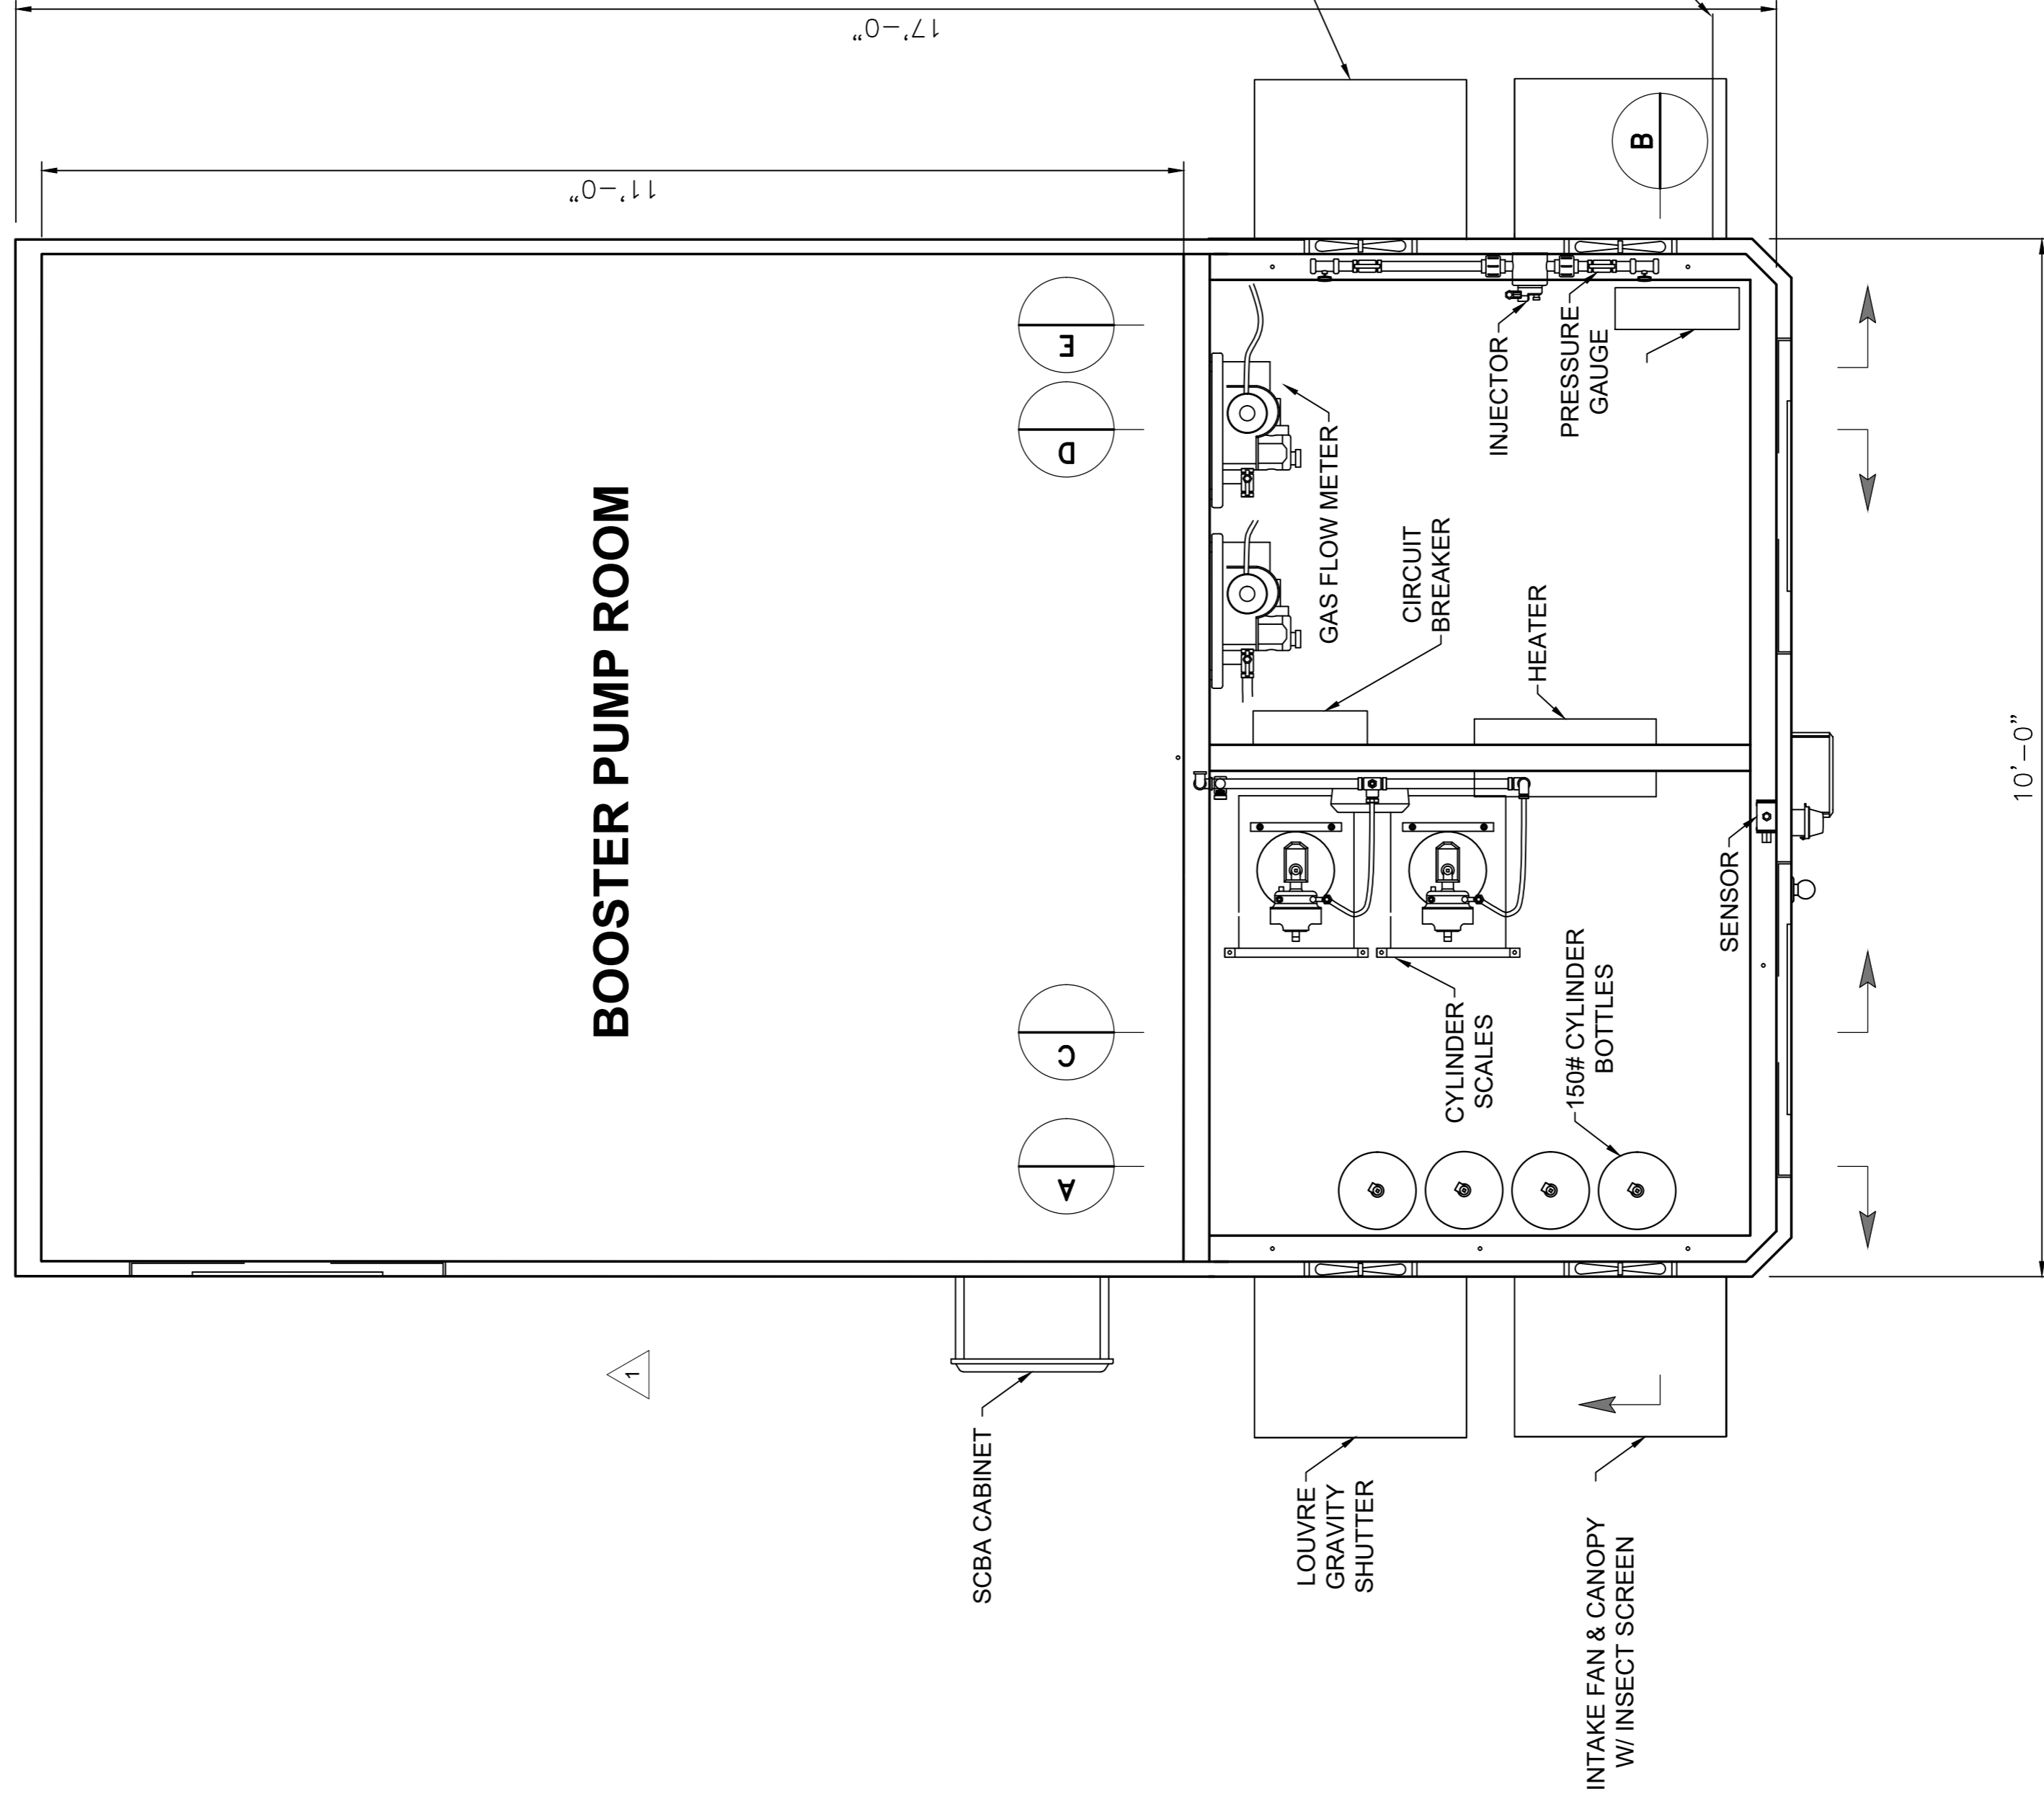 17'-0"
11'-0"
BOOSTER PUMP ROOM
E
D
C
A
B
GAS FLOW METER
CIRCUIT
BREAKER
INJECTOR
PRESSURE
GAUGE
HEATER
SENSOR
CYLINDER
SCALES
150# CYLINDER
BOTTLES
10'-0"
1
SCBA CABINET
LOUVRE
GRAVITY
SHUTTER
INTAKE FAN & CANOPY
W/ INSECT SCREEN